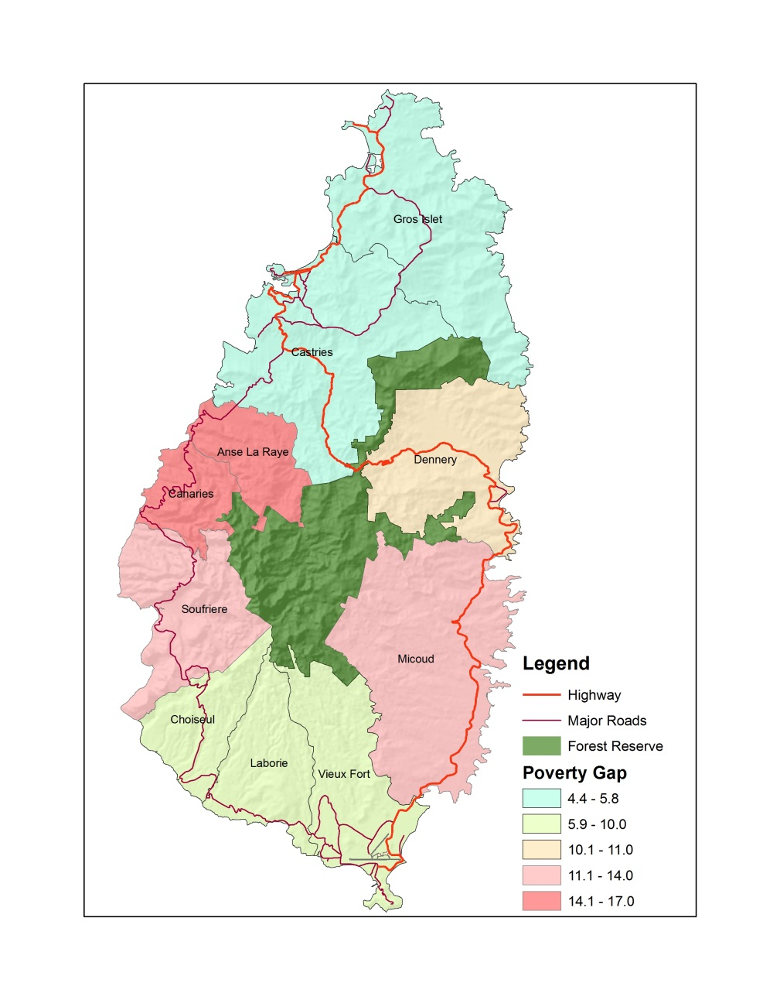 Gros Islet
Castries
Anse La Raye
Dennery
Canaries
Soufriere
Micoud
Choiseul
Laborie
Vieux Fort
Legend
Highway
Major Roads
Forest Reserve
Poverty Gap
4.4 - 5.8
5.9 - 10.0
10.1 - 11.0
11.1 - 14.0
14.1 - 17.0